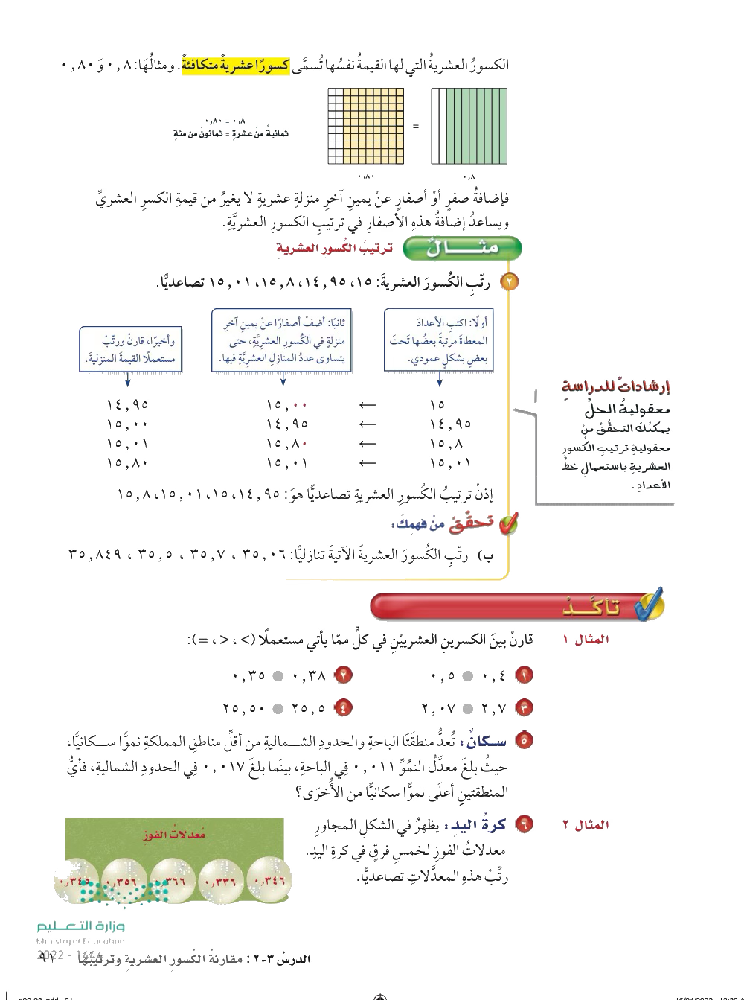 الكسورُ العشريةُ التي لها القيمةُ نفسُها تُسمَّى كسورًا عشريةً متكافئةً. ومثالُهَا: ٠٫٨ وَ ٠٫٨٠
٠٫٨ = ٠٫٨٠
ثمانيةٌ منْ عشرةٍ = ثمانونَ من مئةٍ
=
٠٫٨
٠٫٨٠
فإضافةُ صفرٍ أوْ أصفارٍ عنْ يمينِ آخرِ منزلةٍ عشريةٍ لا يغيرُ من قيمةِ الكسرِ العشريِّ
ويساعدُ إضافةُ هذهِ الأصفارِ في ترتيبِ الكسورِ العشريَّةِ.
مثـــال
ترتيبُ الكُسورِ العشريةِ
٢ رتّبِ الكُسورَ العشريةَ: ١٥، ١٤٫٩٥، ١٥٫٨، ١٥٫٠١ تصاعديًّا.
أولًا: اكتبِ الأعدادَ
المعطاةَ مرتبةً بعضُها تحتَ
بعضٍ بشكلٍ عمودي.
ثانيًا: أضفْ أصفارًا عنْ يمينِ آخرِ
منزلةٍ في الكُسورِ العشريَّةِ، حتى
يتساوى عددُ المنازلِ العشريَّةِ فيها.
وأخيرًا، قارنْ ورتّبْ
مستعملًا القيمةَ المنزليةَ.
١٥ ← ١٥٫٠٠ ١٤٫٩٥
١٤٫٩٥ ← ١٤٫٩٥ ١٥٫٠٠
١٥٫٨ ← ١٥٫٨٠ ١٥٫٠١
١٥٫٠١ ← ١٥٫٠١ ١٥٫٨٠
إذنْ ترتيبُ الكُسورِ العشريةِ تصاعديًّا هوَ: ١٤٫٩٥، ١٥، ١٥٫٠١، ١٥٫٨
إرشاداتٌ للدراسةِ
معقوليةُ الحلِّ
يمكنُكَ التحقُّقُ منْ
معقوليةِ ترتيبِ الكُسورِ
العشريةِ باستعمالِ خطِّ
الأعدادِ.
تحقّقْ منْ فهمِكَ:
ب) رتّبِ الكُسورَ العشريةَ الآتيةَ تنازليًّا: ٣٥٫٠٦ ، ٣٥٫٧ ، ٣٥٫٥ ، ٣٥٫٨٤٩
تأكَّــدْ
المثال ١
قارنْ بينَ الكسرينِ العشرييْنِ في كلٍّ ممّا يأتي مستعملًا (> ، < ، =):
١ ٠٫٤ ● ٠٫٥
٢ ٠٫٣٨ ● ٠٫٣٥
٣ ٢٫٧ ● ٢٫٠٧
٤ ٢٥٫٥ ● ٢٥٫٥٠
٥ سكانٌ: تُعدُّ منطقَتَا الباحةِ والحدودِ الشـماليةِ من أقلِّ مناطقِ المملكةِ نموًّا سـكانيًّا،
حيثُ بلغَ معدَّلُ النموِّ ٠٫٠١١ فِي الباحةِ، بينَما بلغَ ٠٫٠١٧ فِي الحدودِ الشماليةِ، فأيُّ
المنطقتينِ أعلَى نموًّا سكانيًّا من الأُخرَى؟
المثال ٢
٦ كرةُ اليدِ: يظهرُ في الشكلِ المجاورِ
معدلاتُ الفوزِ لخمسِ فرقٍ في كرةِ اليدِ.
رتِّبْ هذهِ المعدَّلاتِ تصاعديًّا.
مُعدلاتُ الفوزِ
٠٫٣٤٦ ٠٫٣٣٦ ٠٫٣٦٦ ٠٫٣٥٦ ٠٫٣٤٥
وزارة التعليم
Ministry of Education
2022 - 1444
الدرسُ ٣-٢ : مقارنةُ الكُسورِ العشريةِ وترتيبُها ٩١